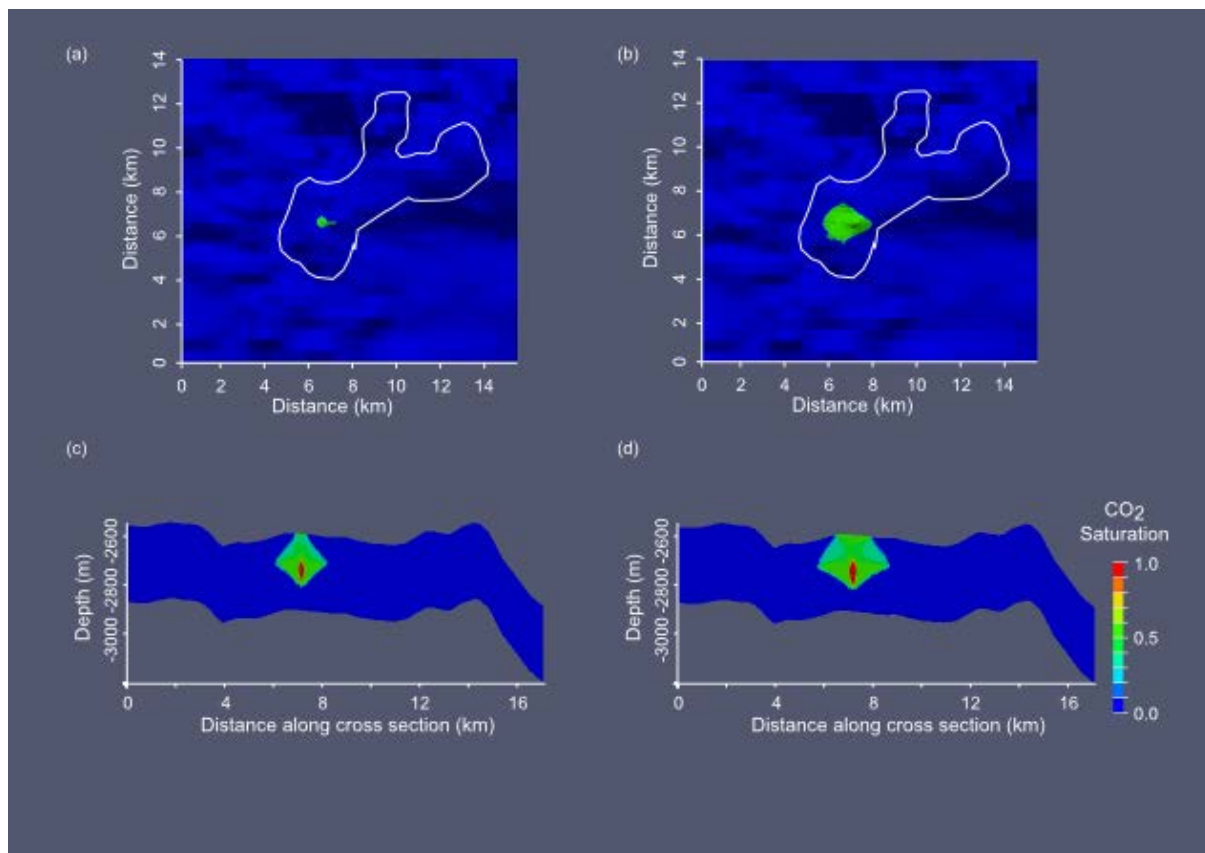 (a)
14
12
10
8
6
4
2
0
Distance (km)
0 2 4 6 8 10 12 14
Distance (km)
(b)
14
12
10
8
6
4
2
0
Distance (km)
0 2 4 6 8 10 12 14
Distance (km)
(c)
-2600
-2800
-3000
Depth (m)
0 4 8 12 16
Distance along cross section (km)
(d)
-2600
-2800
-3000
Depth (m)
0 4 8 12 16
Distance along cross section (km)
CO2
Saturation
1.0
0.5
0.0